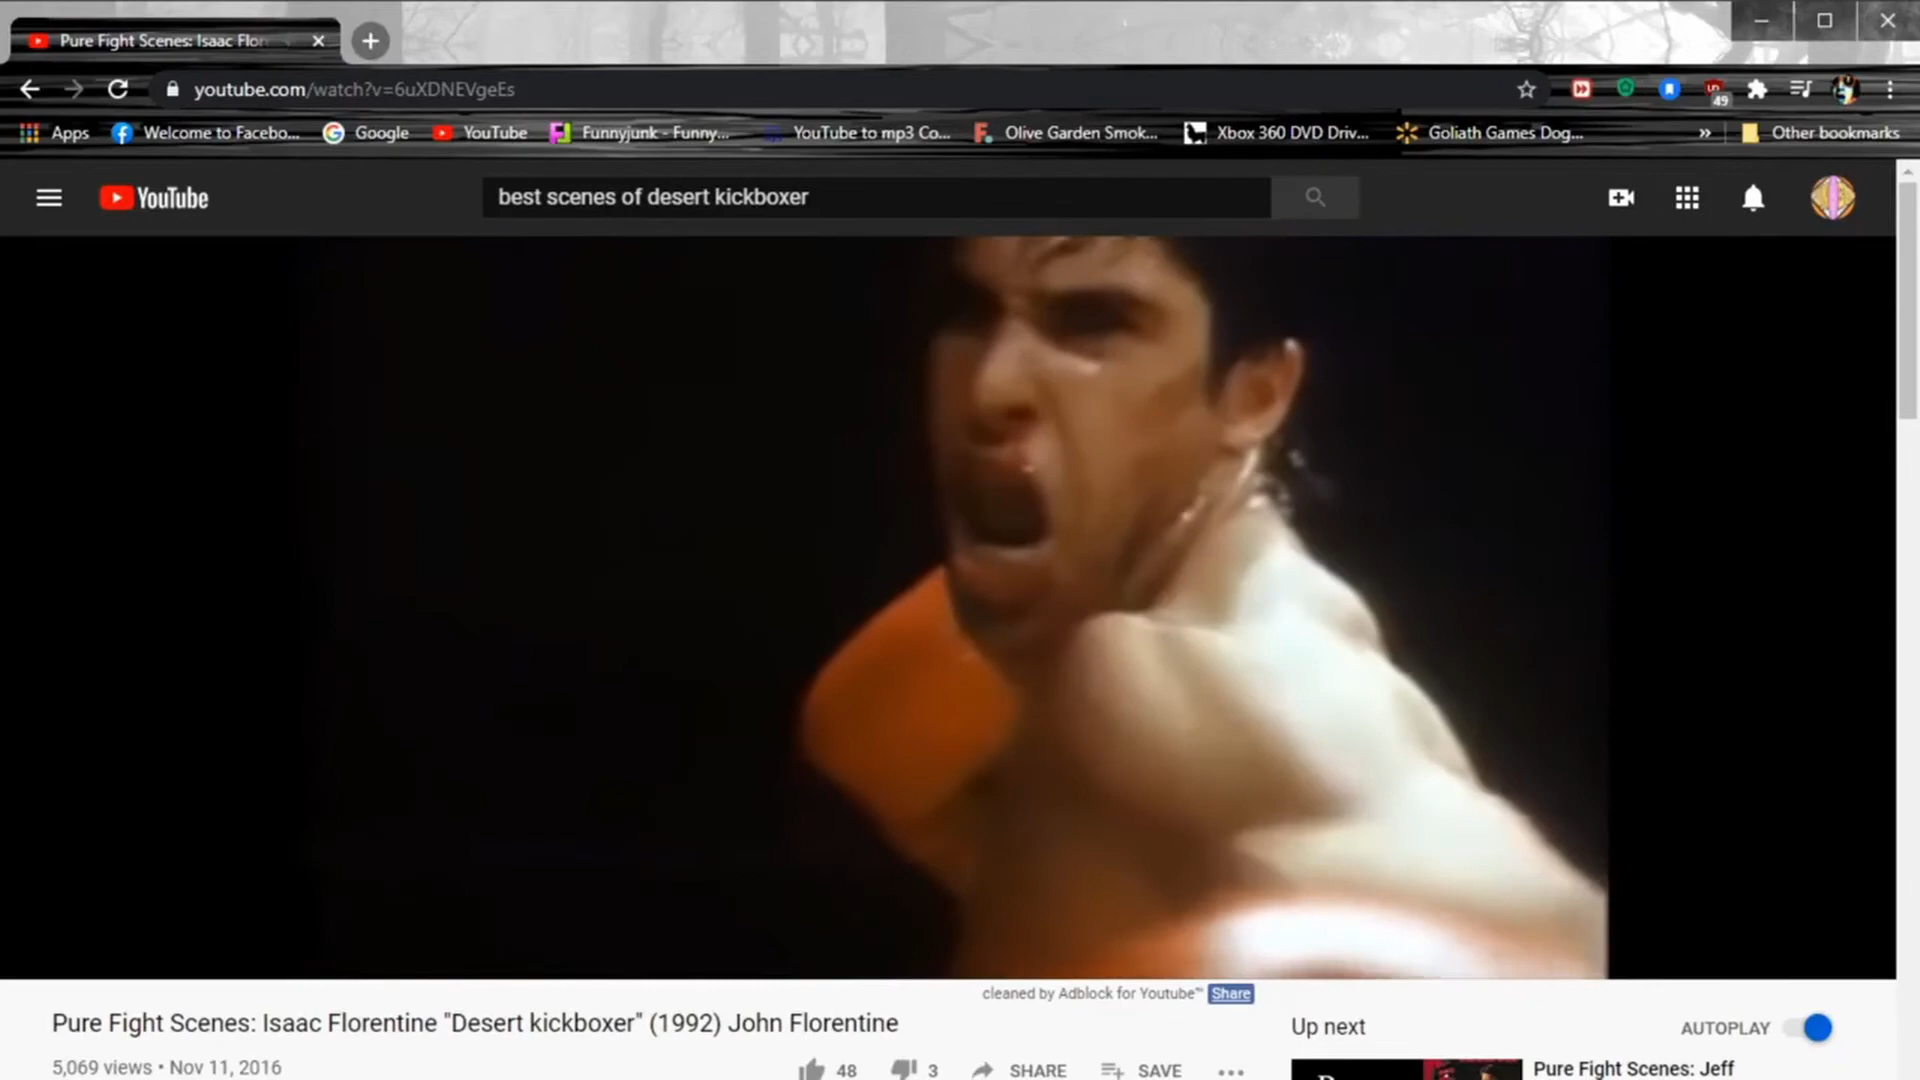 Pure Fight Scenes: Isaac Flor
youtube.com/watch?v=6uXDNEVgeEs
49
Apps Welcome to Facebo... Google YouTube Funnyjunk - Funny... YouTube to mp3 Co... Olive Garden Smok... Xbox 360 DVD Driv... Goliath Games Dog... » Other bookmarks
YouTube best scenes of desert kickboxer
cleaned by Adblock for Youtube™ Share
Pure Fight Scenes: Isaac Florentine "Desert kickboxer" (1992) John Florentine
5,069 views • Nov 11, 2016
48 3 SHARE SAVE
Up next AUTOPLAY
Pure Fight Scenes: Jeff